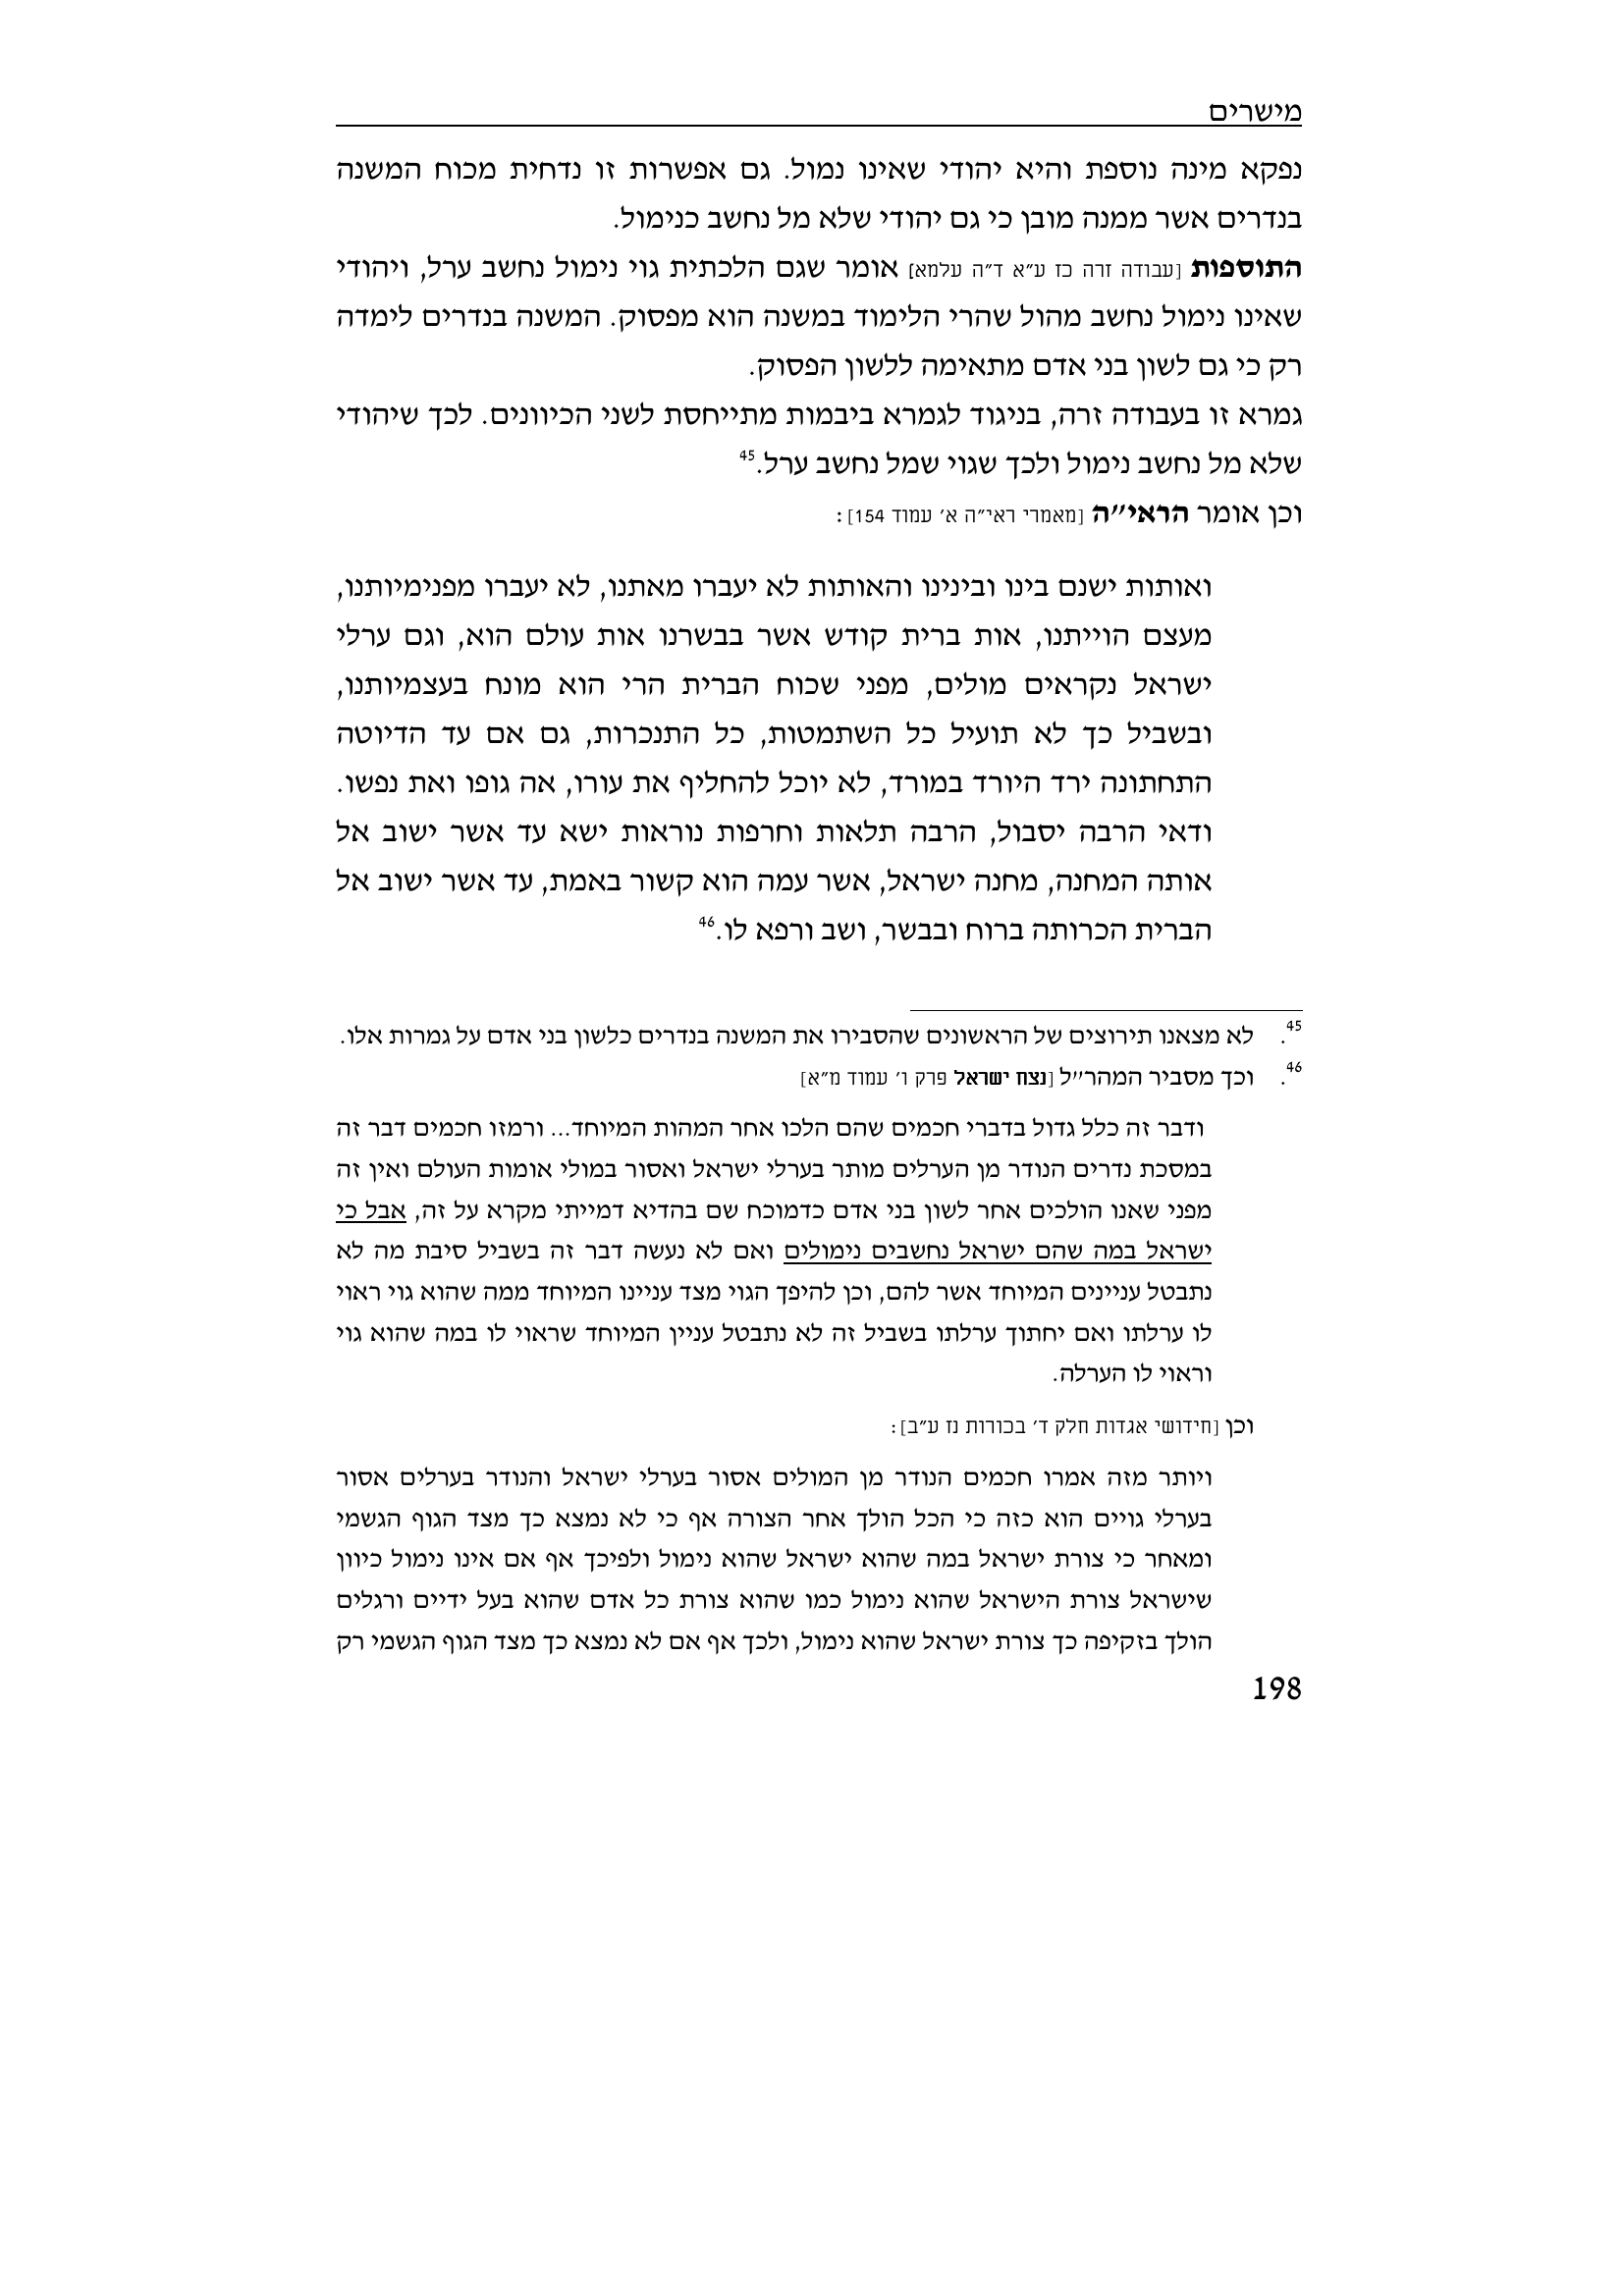 מישרים
נפקא מינה נוספת והיא יהודי שאינו נמול. גם אפשרות זו נדחית מכוח המשנה
בנדרים אשר ממנה מובן כי גם יהודי שלא מל נחשב כנימול.
התוספות [עבודה זרה כז ע״א ד״ה עלמא] אומר שגם הלכתית גוי נימול נחשב ערל, ויהודי
שאינו נימול נחשב מהול שהרי הלימוד במשנה הוא מפסוק. המשנה בנדרים לימדה
רק כי גם לשון בני אדם מתאימה ללשון הפסוק.
גמרא זו בעבודה זרה, בניגוד לגמרא ביבמות מתייחסת לשני הכיוונים. לכך שיהודי
שלא מל נחשב נימול ולכך שגוי שמל נחשב ערל.45
וכן אומר הראי״ה [מאמרי ראי״ה א׳ עמוד 154]:
ואותות ישנם בינו ובינינו והאותות לא יעברו מאתנו, לא יעברו מפנימיותנו,
מעצם הוייתנו, אות ברית קודש אשר בבשרנו אות עולם הוא, וגם ערלי
ישראל נקראים מולים, מפני שכוח הברית הרי הוא מונח בעצמיותנו,
ובשביל כך לא תועיל כל השתמטות, כל התנכרות, גם אם עד הדיוטה
התחתונה ירד היורד במורד, לא יוכל להחליף את עורו, אה גופו ואת נפשו.
ודאי הרבה יסבול, הרבה תלאות וחרפות נוראות ישא עד אשר ישוב אל
אותה המחנה, מחנה ישראל, אשר עמה הוא קשור באמת, עד אשר ישוב אל
הברית הכרותה ברוח ובבשר, ושב ורפא לו.46
45. לא מצאנו תירוצים של הראשונים שהסבירו את המשנה בנדרים כלשון בני אדם על גמרות אלו.
46. וכך מסביר המהר״ל [נצח ישראל פרק ו׳ עמוד מ״א]
ודבר זה כלל גדול בדברי חכמים שהם הלכו אחר המהות המיוחד... ורמזו חכמים דבר זה
במסכת נדרים הנודר מן הערלים מותר בערלי ישראל ואסור במולי אומות העולם ואין זה
מפני שאנו הולכים אחר לשון בני אדם כדמוכח שם בהדיא דמייתי מקרא על זה, אבל כי
ישראל במה שהם ישראל נחשבים נימולים ואם לא נעשה דבר זה בשביל סיבת מה לא
נתבטל עניינים המיוחד אשר להם, וכן להיפך הגוי מצד עניינו המיוחד ממה שהוא גוי ראוי
לו ערלתו ואם יחתוך ערלתו בשביל זה לא נתבטל עניין המיוחד שראוי לו במה שהוא גוי
וראוי לו הערלה.
וכן [חידושי אגדות חלק ד׳ בכורות נז ע״ב]:
ויותר מזה אמרו חכמים הנודר מן המולים אסור בערלי ישראל והנודר בערלים אסור
בערלי גויים הוא כזה כי הכל הולך אחר הצורה אף כי לא נמצא כך מצד הגוף הגשמי
ומאחר כי צורת ישראל במה שהוא ישראל שהוא נימול ולפיכך אף אם אינו נימול כיוון
שישראל צורת הישראל שהוא נימול כמו שהוא צורת כל אדם שהוא בעל ידיים ורגלים
הולך בזקיפה כך צורת ישראל שהוא נימול, ולכך אף אם לא נמצא כך מצד הגוף הגשמי רק
198